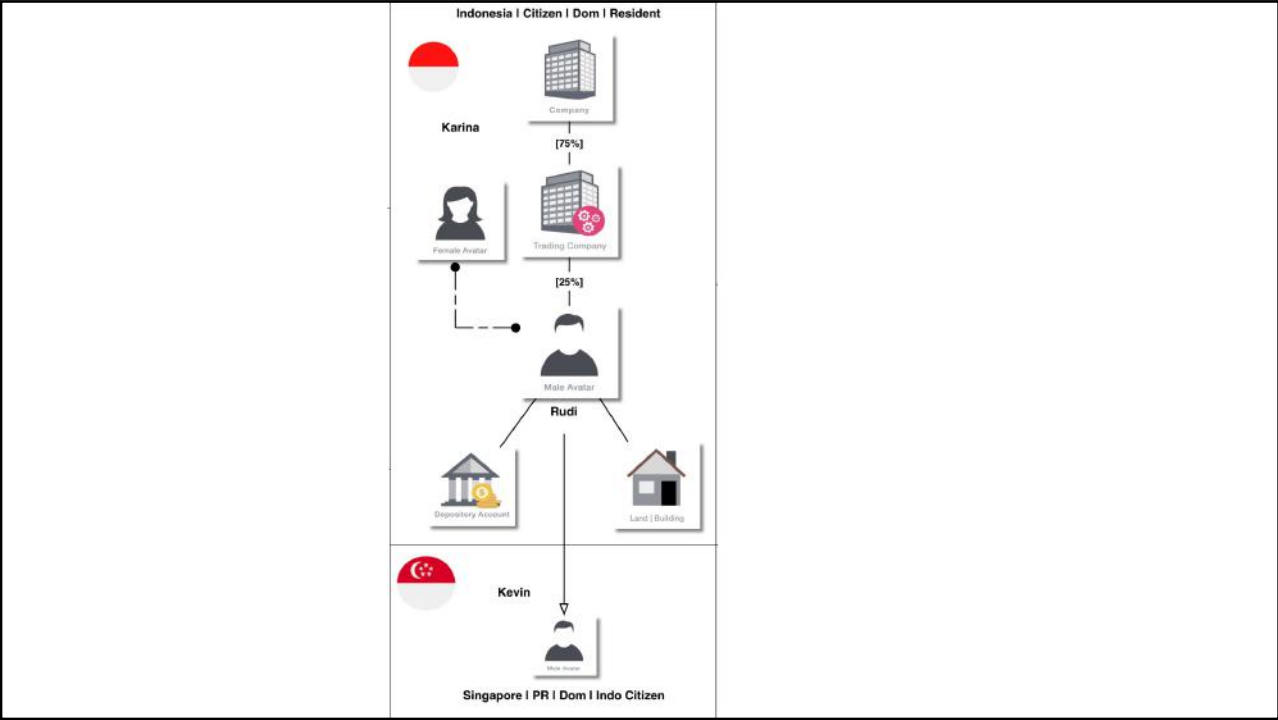 Indonesia | Citizen | Dom | Resident
Company
Karina
[75%]
Female Avatar
Trading Company
[25%]
Male Avatar
Rudi
Depository Account
Land | Building
Kevin
Male Avatar
Singapore | PR | Dom | Indo Citizen